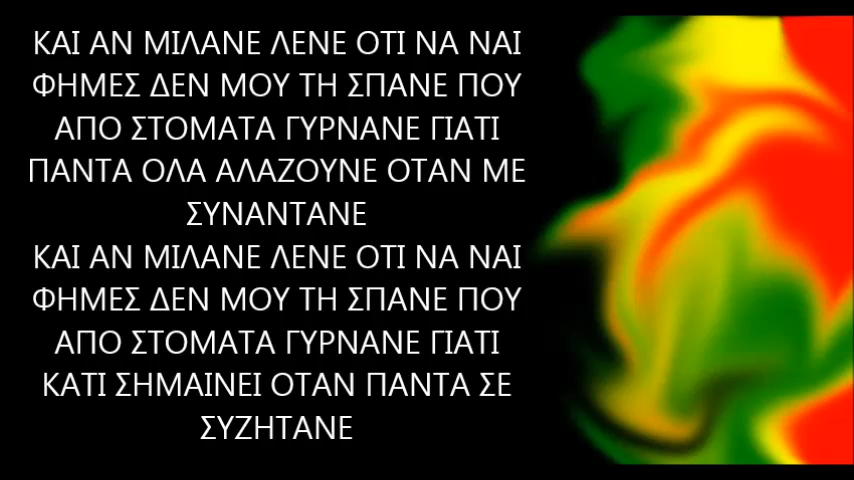 ΚΑΙ ΑΝ ΜΙΛΑΝΕ ΛΕΝΕ ΟΤΙ ΝΑ ΝΑΙ
ΦΗΜΕΣ ΔΕΝ ΜΟΥ ΤΗ ΣΠΑΝΕ ΠΟΥ
ΑΠΟ ΣΤΟΜΑΤΑ ΓΥΡΝΑΝΕ ΓΙΑΤΙ
ΠΑΝΤΑ ΟΛΑ ΑΛΑΖΟΥΝΕ ΟΤΑΝ ΜΕ
ΣΥΝΑΝΤΑΝΕ
ΚΑΙ ΑΝ ΜΙΛΑΝΕ ΛΕΝΕ ΟΤΙ ΝΑ ΝΑΙ
ΦΗΜΕΣ ΔΕΝ ΜΟΥ ΤΗ ΣΠΑΝΕ ΠΟΥ
ΑΠΟ ΣΤΟΜΑΤΑ ΓΥΡΝΑΝΕ ΓΙΑΤΙ
ΚΑΤΙ ΣΗΜΑΙΝΕΙ ΟΤΑΝ ΠΑΝΤΑ ΣΕ
ΣΥΖΗΤΑΝΕ